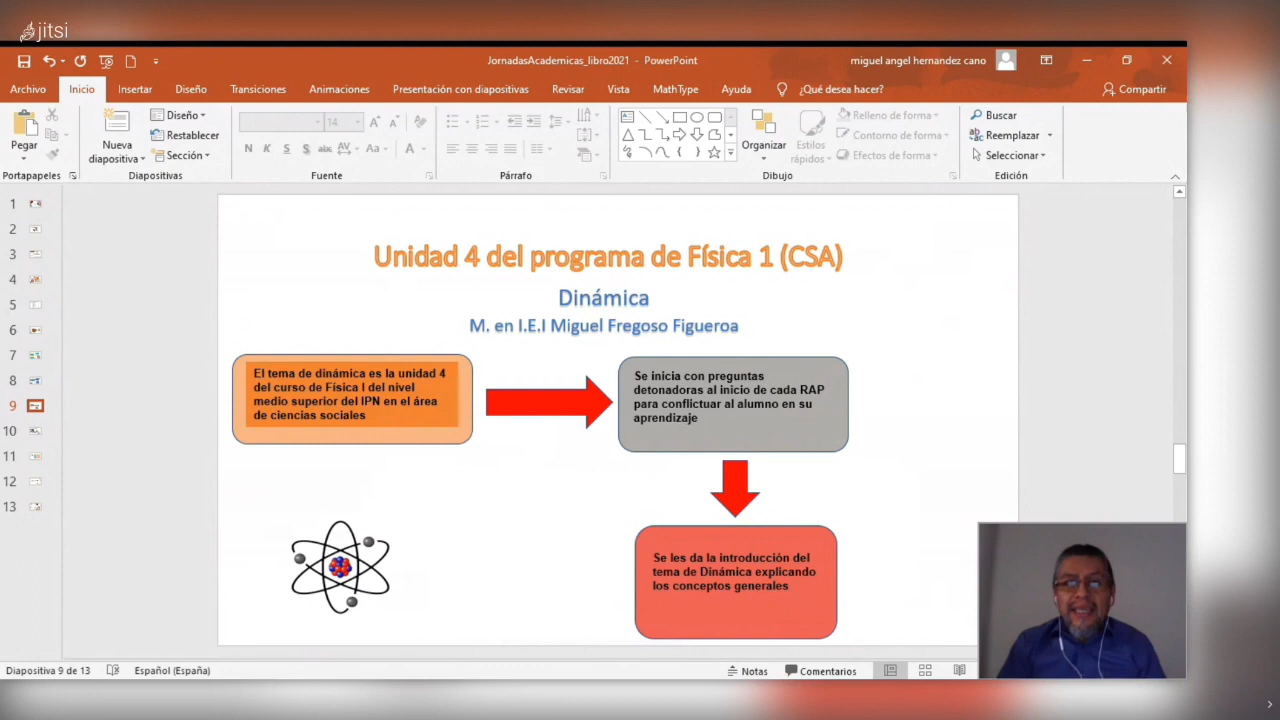 jitsi
JornadasAcademicas_libro2021 - PowerPoint
miguel angel hernandez cano
Archivo
Inicio
Insertar
Diseño
Transiciones
Animaciones
Presentación con diapositivas
Revisar
Vista
MathType
Ayuda
¿Qué desea hacer?
Compartir
Pegar
Portapapeles
Nueva
diapositiva
Diseño
Restablecer
Sección
Diapositivas
14
N K S S abc AV Aa A
Fuente
Párrafo
Organizar
Estilos
rápidos
Relleno de forma
Contorno de forma
Efectos de forma
Dibujo
Buscar
Reemplazar
Seleccionar
Edición
1
2
3
4
5
6
7
8
9
10
11
12
13
Unidad 4 del programa de Física 1 (CSA)
Dinámica
M. en I.E.I Miguel Fregoso Figueroa
El tema de dinámica es la unidad 4
del curso de Física I del nivel
medio superior del IPN en el área
de ciencias sociales
Se inicia con preguntas
detonadoras al inicio de cada RAP
para conflictuar al alumno en su
aprendizaje
Se les da la introducción del
tema de Dinámica explicando
los conceptos generales
Diapositiva 9 de 13
Español (España)
Notas
Comentarios